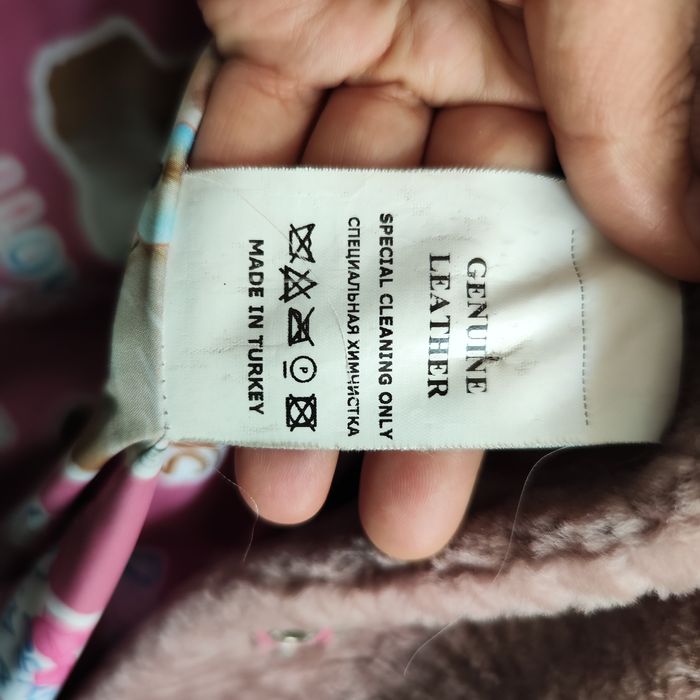 GENUINE
LEATHER
SPECIAL CLEANING ONLY
СПЕЦИАЛЬНАЯ ХИМЧИСТКА
P
MADE IN TURKEY